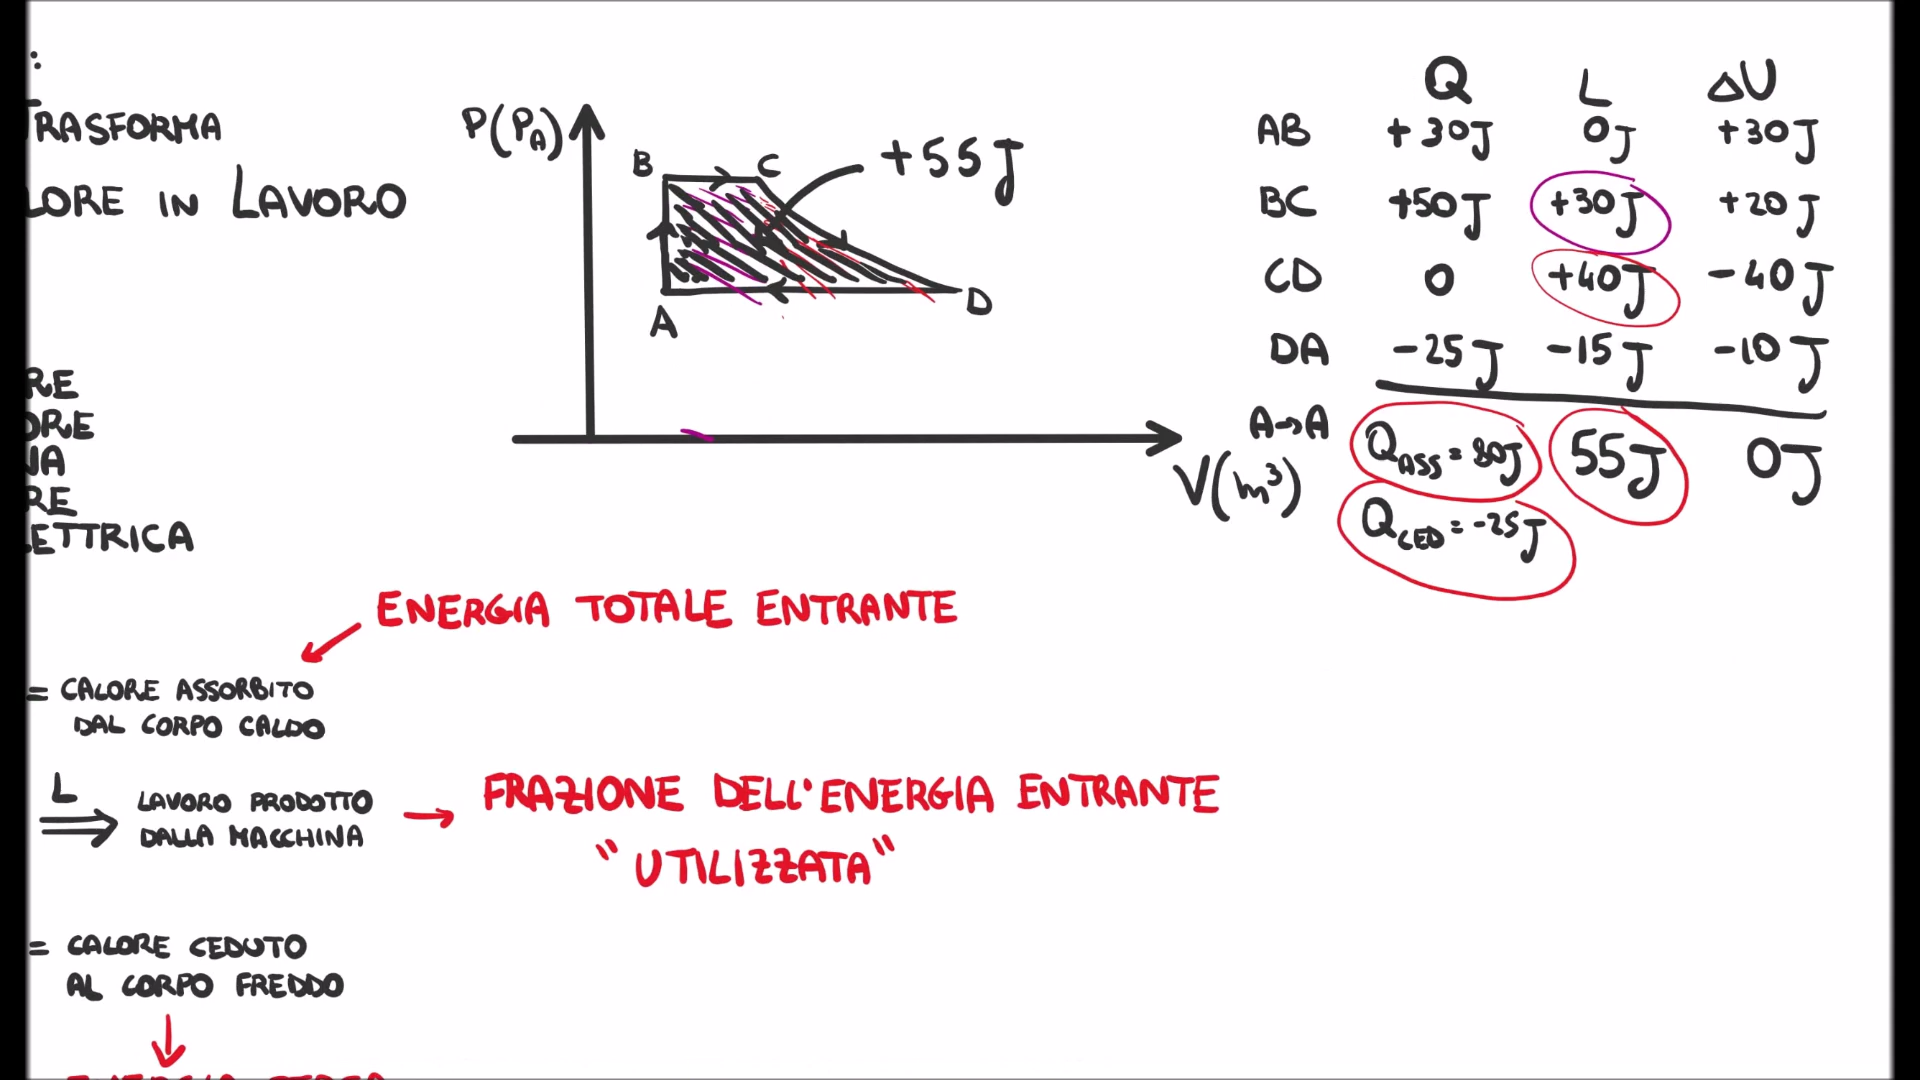 :
TRASFORMA
LORE IN LAVORO
RE
ORE
NA
RE
ETTRICA
P(PA)
B
C
A
D
+55J
V(m³)
Q L ΔU
AB +30J 0J +30J
BC +50J +30J +20J
CD 0 +40J -40J
DA -25J -15J -10J
A→A QASS = 80J 55J 0J
QCED = -25J
ENERGIA TOTALE ENTRANTE
= CALORE ASSORBITO
DAL CORPO CALDO
L
LAVORO PRODOTTO
DALLA MACCHINA
→ FRAZIONE DELL'ENERGIA ENTRANTE
"UTILIZZATA"
= CALORE CEDUTO
AL CORPO FREDDO